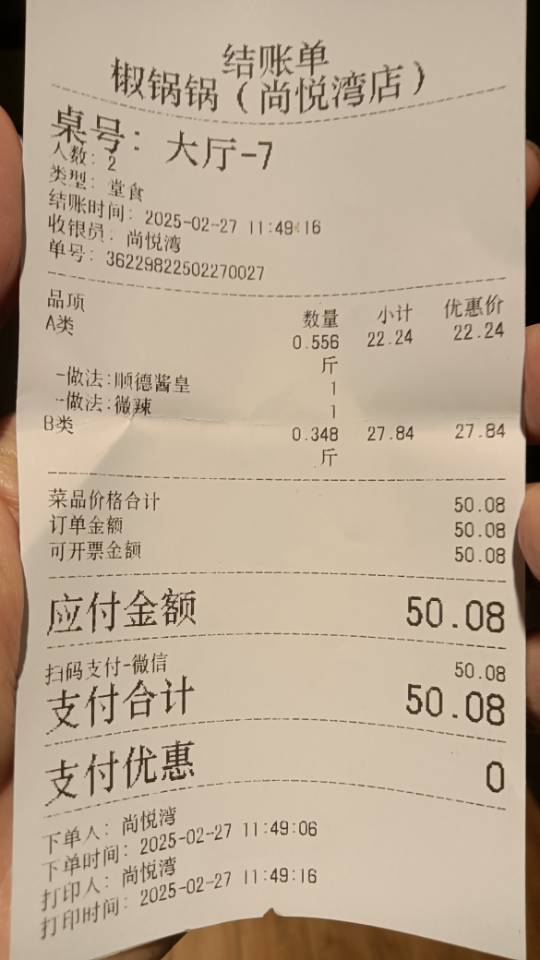 结账单
椒锅锅（尚悦湾店）
桌号: 大厅-7
人数: 2
类型: 堂食
结账时间: 2025-02-27 11:49:16
收银员: 尚悦湾
单号: 36229822502270027
品项 数量 小计 优惠价
A类 0.556 22.24 22.24
斤
-做法:顺德酱皇 1
-做法:微辣 1
B类 0.348 27.84 27.84
斤
菜品价格合计 50.08
订单金额 50.08
可开票金额 50.08
应付金额 50.08
扫码支付-微信 50.08
支付合计 50.08
支付优惠 0
下单人: 尚悦湾
下单时间: 2025-02-27 11:49:06
打印人: 尚悦湾
打印时间: 2025-02-27 11:49:16